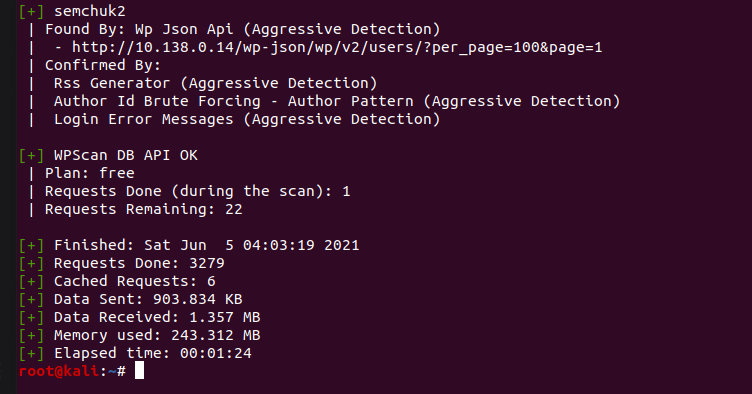 [+] semchuk2
 | Found By: Wp Json Api (Aggressive Detection)
 |  - http://10.138.0.14/wp-json/wp/v2/users/?per_page=100&page=1
 | Confirmed By:
 |  Rss Generator (Aggressive Detection)
 |  Author Id Brute Forcing - Author Pattern (Aggressive Detection)
 |  Login Error Messages (Aggressive Detection)
[+] WPScan DB API OK
 | Plan: free
 | Requests Done (during the scan): 1
 | Requests Remaining: 22
[+] Finished: Sat Jun  5 04:03:19 2021
[+] Requests Done: 3279
[+] Cached Requests: 6
[+] Data Sent: 903.834 KB
[+] Data Received: 1.357 MB
[+] Memory used: 243.312 MB
[+] Elapsed time: 00:01:24
root@kali:~#